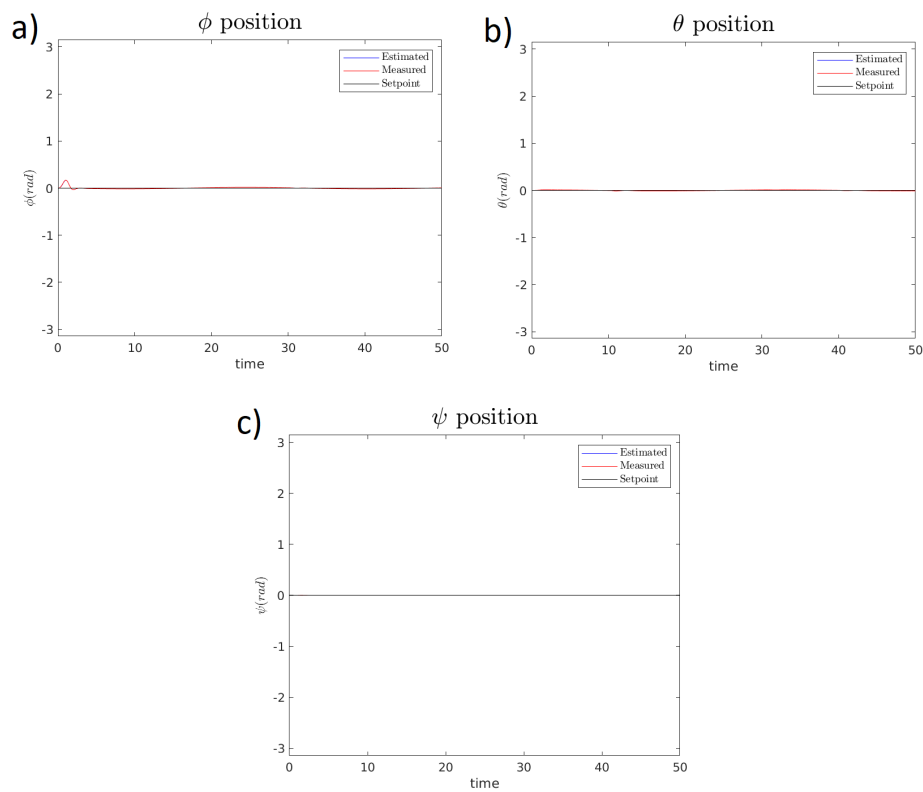 a)
ϕ position
3
2
1
0
-1
-2
-3
ϕ(rad)
0 10 20 30 40 50
time
Estimated
Measured
Setpoint
b)
θ position
3
2
1
0
-1
-2
-3
θ(rad)
0 10 20 30 40 50
time
Estimated
Measured
Setpoint
c)
ψ position
3
2
1
0
-1
-2
-3
ψ(rad)
0 10 20 30 40 50
time
Estimated
Measured
Setpoint